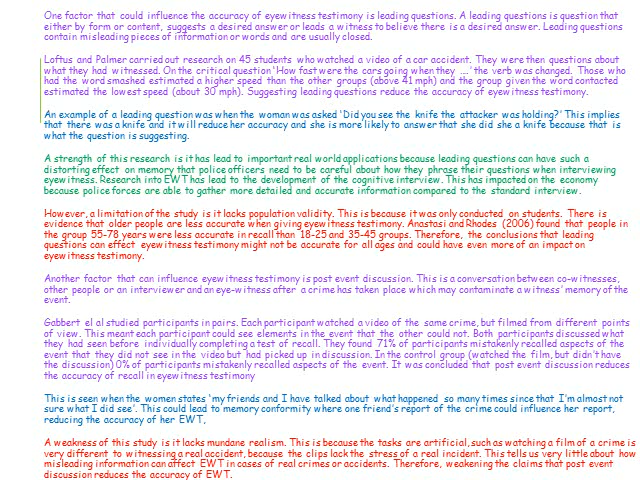 One factor that could influence the accuracy of eyewitness testimony is leading questions. A leading questions is question that
either by form or content, suggests a desired answer or leads a witness to believe there is a desired answer. Leading questions
contain misleading pieces of information or words and are usually closed.
Loftus and Palmer carried out research on 45 students who watched a video of a car accident. They were then questions about
what they had witnessed. On the critical question 'How fast were the cars going when they ....' the verb was changed. Those who
had the word smashed estimated a higher speed than the other groups (above 41 mph) and the group given the word contacted
estimated the lowest speed (about 30 mph). Suggesting leading questions reduce the accuracy of eyewitness testimony.
An example of a leading question was when the woman was asked 'Did you see the knife the attacker was holding?' This implies
that there was a knife and it will reduce her accuracy and she is more likely to answer that she did she a knife because that is
what the question is suggesting.
A strength of this research is it has lead to important real world applications because leading questions can have such a
distorting effect on memory that police officers need to be careful about how they phrase their questions when interviewing
eyewitness. Research into EWT has lead to the development of the cognitive interview. This has impacted on the economy
because police forces are able to gather more detailed and accurate information compared to the standard interview.
However, a limitation of the study is it lacks population validity. This is because it was only conducted on students. There is
evidence that older people are less accurate when giving eyewitness testimony. Anastasi and Rhodes (2006) found that people in
the group 55-78 years were less accurate in recall than 18-25 and 35-45 groups. Therefore, the conclusions that leading
questions can effect eyewitness testimony might not be accurate for all ages and could have even more of an impact on
eyewitness testimony.
Another factor that can influence eyewitness testimony is post event discussion. This is a conversation between co-witnesses,
other people or an interviewer and an eye-witness after a crime has taken place which may contaminate a witness' memory of the
event.
Gabbert el al studied participants in pairs. Each participant watched a video of the same crime, but filmed from different points
of view. This meant each participant could see elements in the event that the other could not. Both participants discussed what
they had seen before individually completing a test of recall. They found 71% of participants mistakenly recalled aspects of the
event that they did not see in the video but had picked up in discussion. In the control group (watched the film, but didn't have
the discussion) 0% of participants mistakenly recalled aspects of the event. It was concluded that post event discussion reduces
the accuracy of recall in eyewitness testimony
This is seen when the women states 'my friends and I have talked about what happened so many times since that I'm almost not
sure what I did see'. This could lead to memory conformity where one friend's report of the crime could influence her report,
reducing the accuracy of her EWT,
A weakness of this study is it lacks mundane realism. This is because the tasks are artificial, such as watching a film of a crime is
very different to witnessing a real accident, because the clips lack the stress of a real incident. This tells us very little about how
misleading information can affect EWT in cases of real crimes or accidents. Therefore, weakening the claims that post event
discussion reduces the accuracy of EWT.